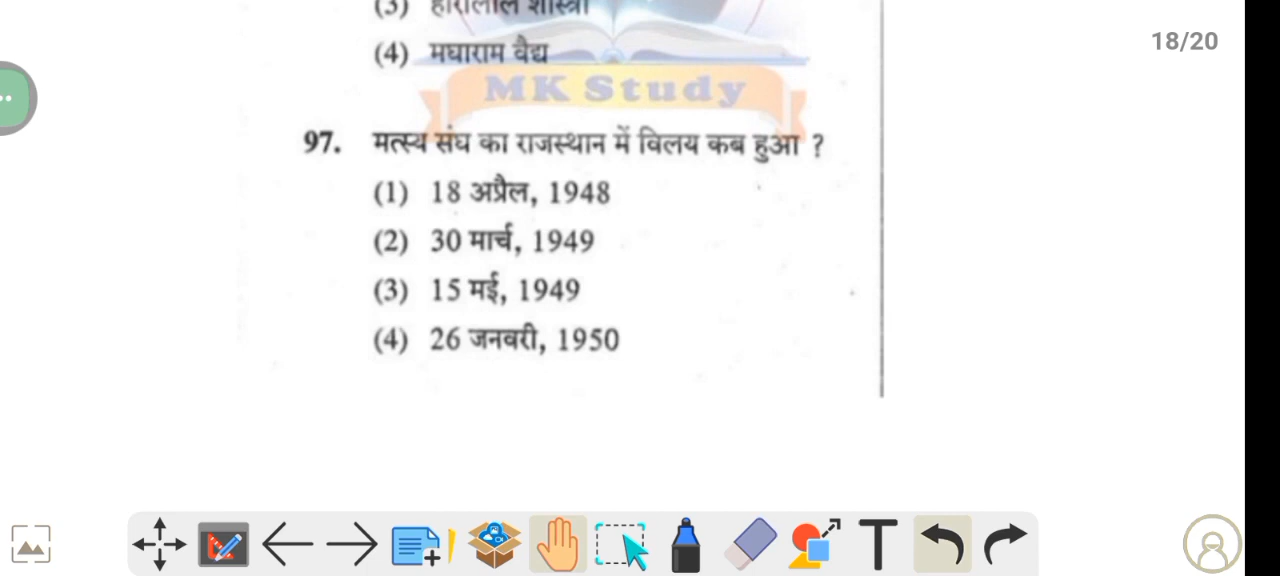 (3) हीरालाल शास्त्री
18/20
(4) मघाराम वैद्य
MK Study
97. मत्स्य संघ का राजस्थान में विलय कब हुआ ?
(1) 18 अप्रैल, 1948
(2) 30 मार्च, 1949
(3) 15 मई, 1949
(4) 26 जनवरी, 1950
T